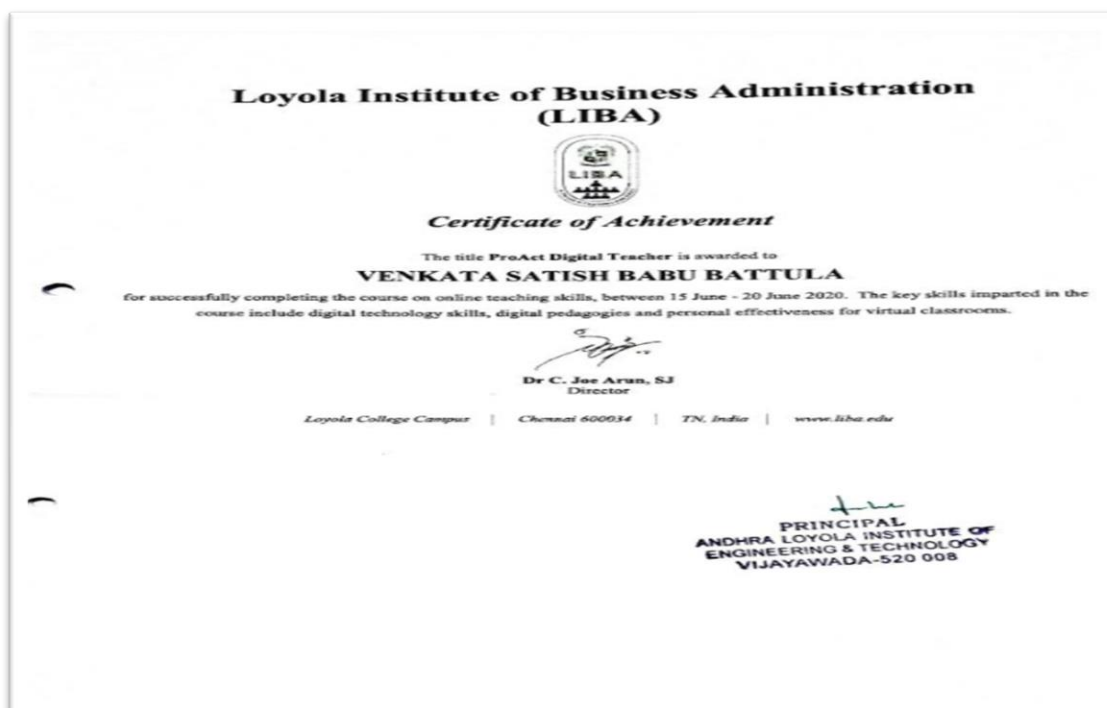 Loyola Institute of Business Administration
(LIBA)
LIBA
Certificate of Achievement
The title ProAct Digital Teacher is awarded to
VENKATA SATISH BABU BATTULA
for successfully completing the course on online teaching skills, between 15 June - 20 June 2020. The key skills imparted in the
course include digital technology skills, digital pedagogies and personal effectiveness for virtual classrooms.
Dr C. Joe Arun, SJ
Director
Loyola College Campus | Chennai 600034 | TN, India | www.liba.edu
PRINCIPAL
ANDHRA LOYOLA INSTITUTE OF
ENGINEERING & TECHNOLOGY
VIJAYAWADA-520 008